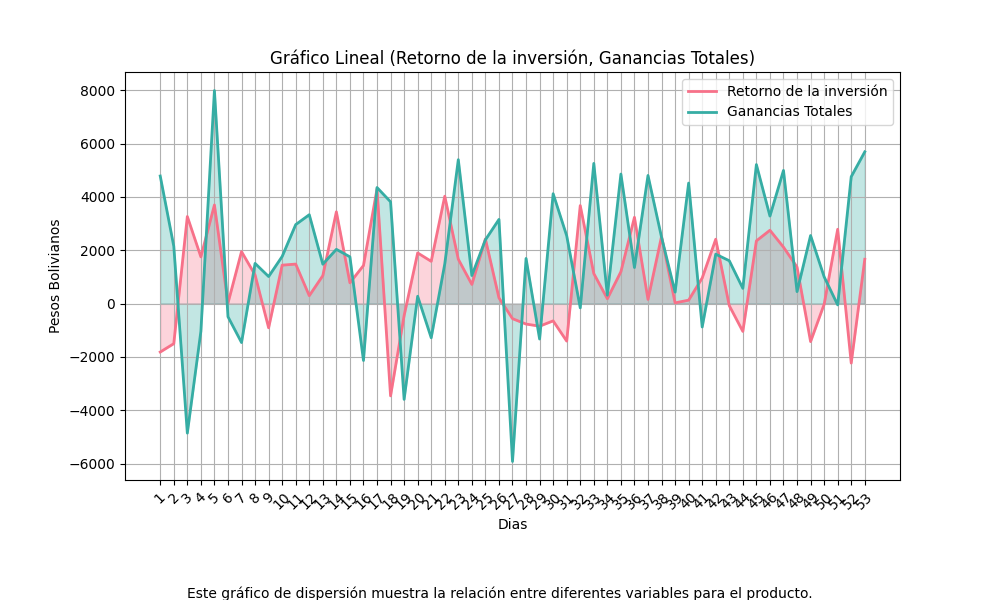 Gráfico Lineal (Retorno de la inversión, Ganancias Totales)
Retorno de la inversión
Ganancias Totales
Pesos Bolivianos
8000
6000
4000
2000
0
−2000
−4000
−6000
1 2 3 4 5 6 7 8 9 10 11 12 13 14 15 16 17 18 19 20 21 22 23 24 25 26 27 28 29 30 31 32 33 34 35 36 37 38 39 40 41 42 43 44 45 46 47 48 49 50 51 52 53
Dias
Este gráfico de dispersión muestra la relación entre diferentes variables para el producto.